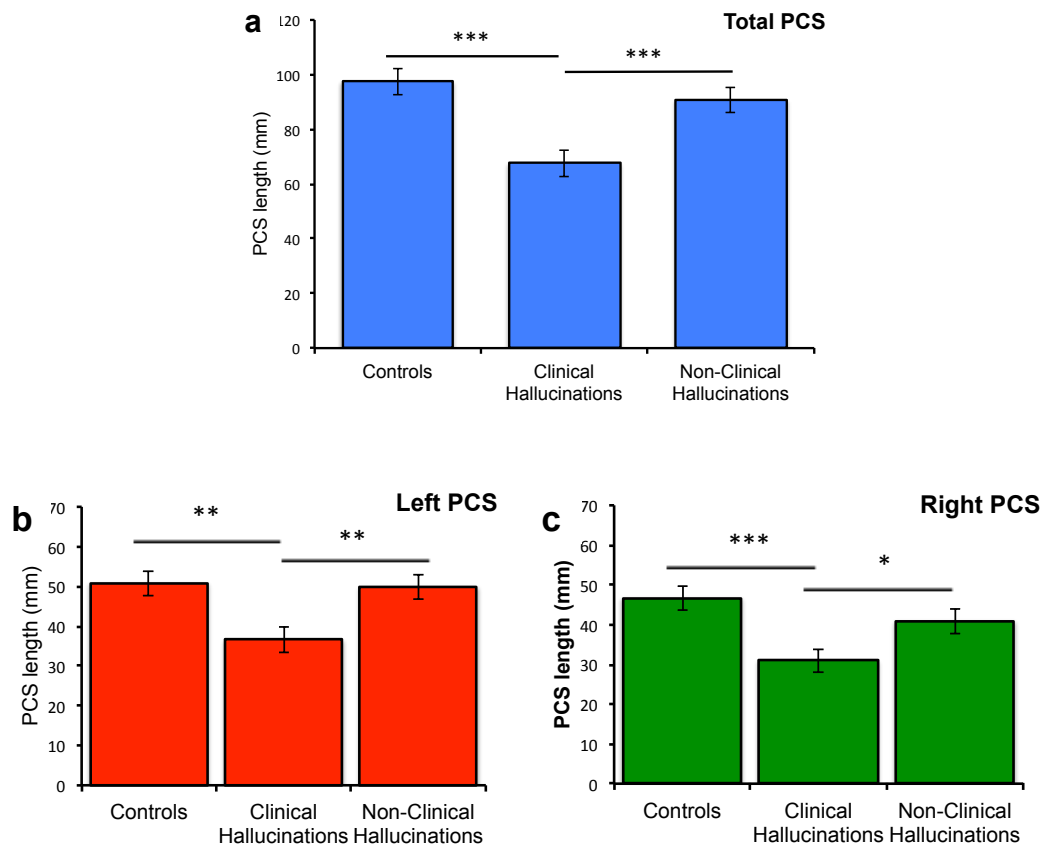 a
Total PCS
PCS length (mm)
120
100
80
60
40
20
0
***
***
Controls
Clinical
Hallucinations
Non-Clinical
Hallucinations
b
Left PCS
PCS length (mm)
70
60
50
40
30
20
10
0
**
**
Controls
Clinical
Hallucinations
Non-Clinical
Hallucinations
c
Right PCS
PCS length (mm)
70
60
50
40
30
20
10
0
***
*
Controls
Clinical
Hallucinations
Non-Clinical
Hallucinations